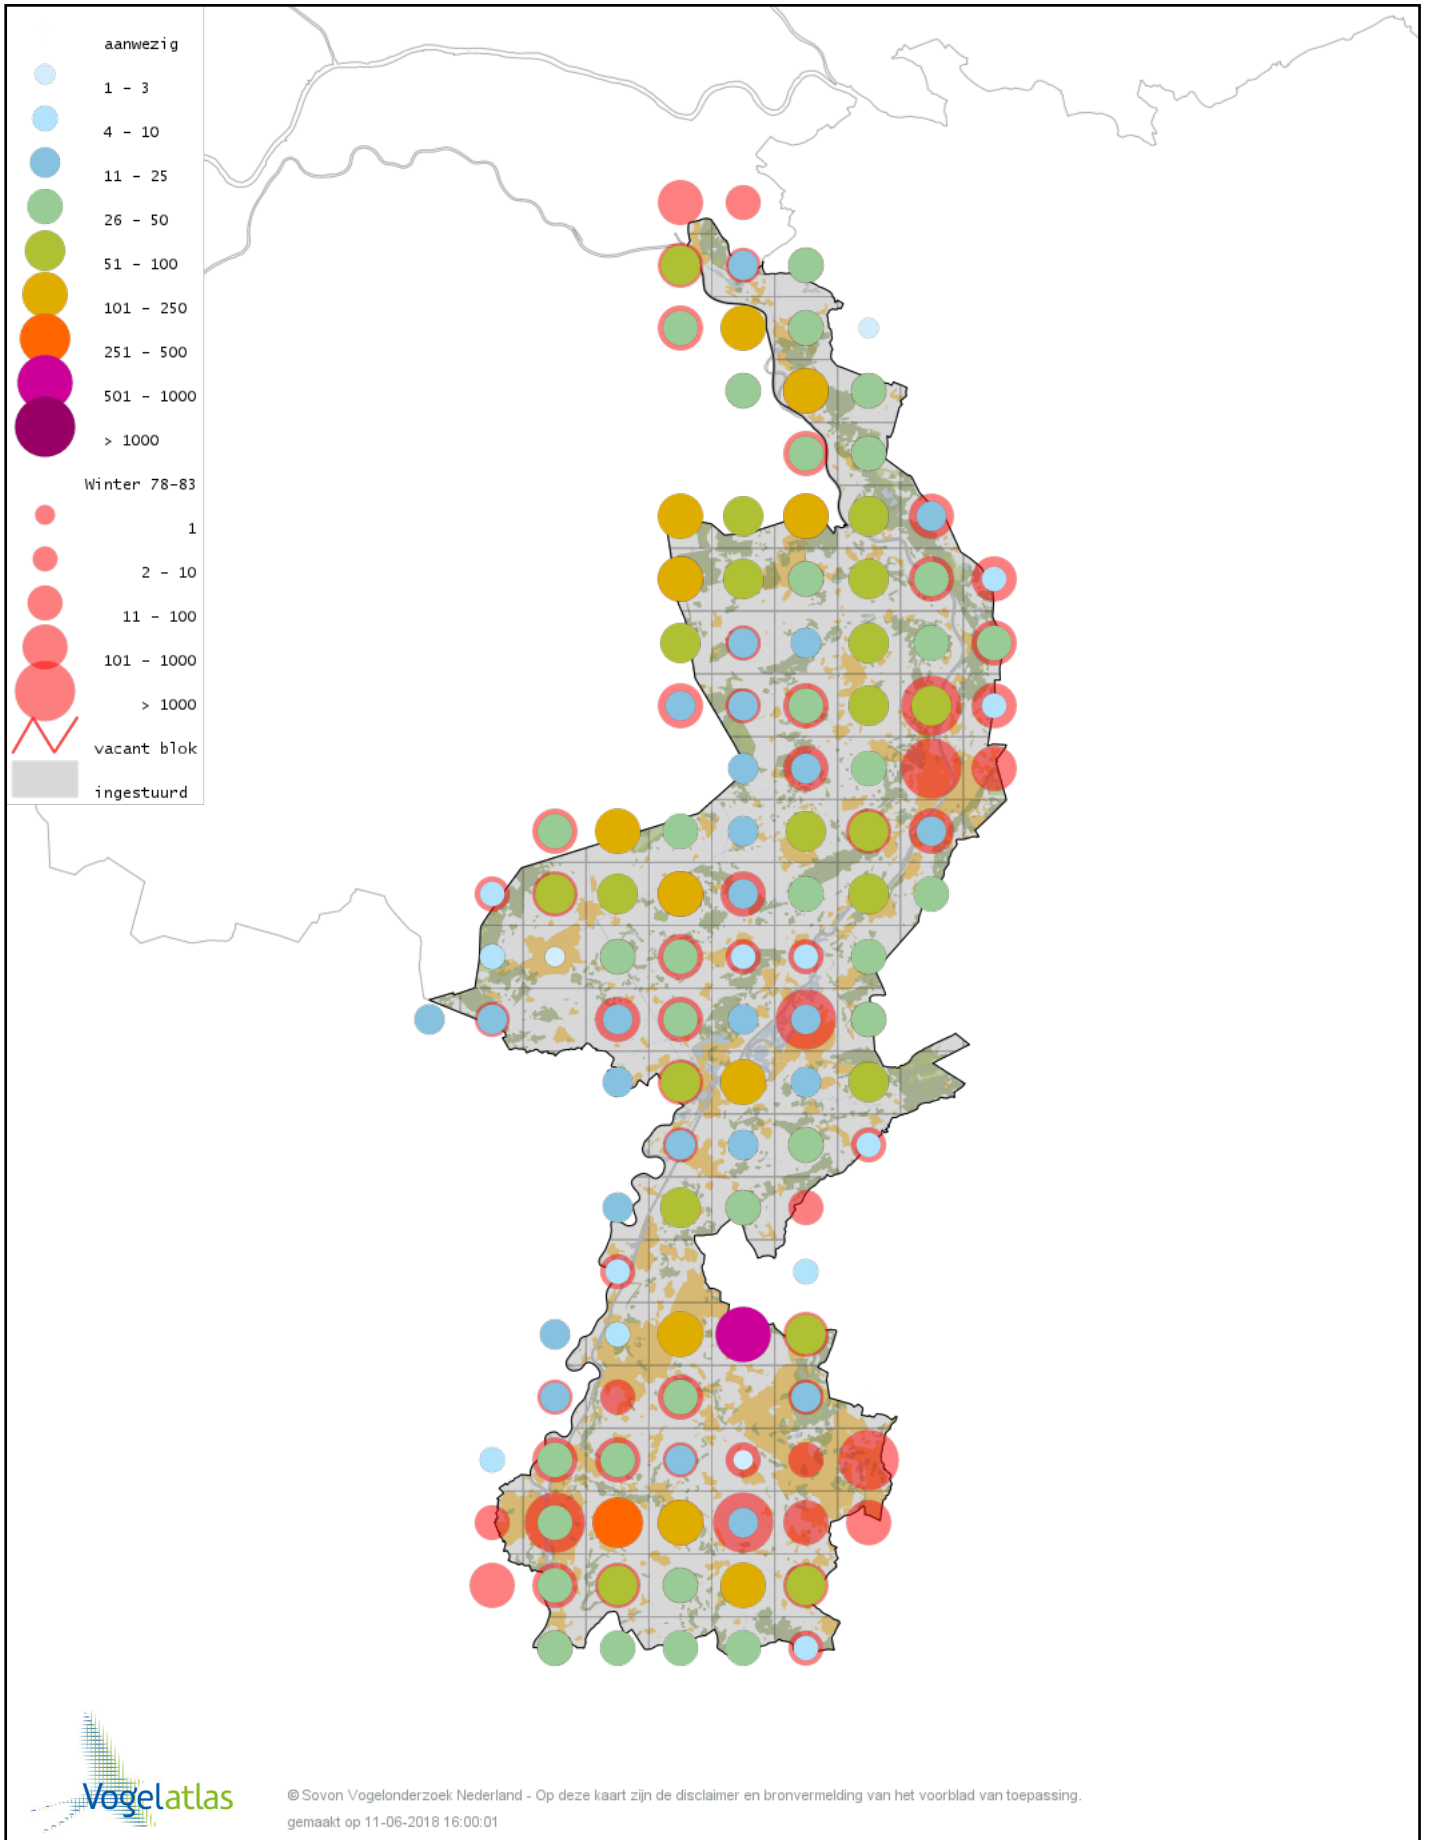 aanwezig
1 – 3
4 – 10
11 – 25
26 – 50
51 – 100
101 – 250
251 – 500
501 – 1000
> 1000
Winter 78-83
1
2 – 10
11 – 100
101 – 1000
> 1000
vacant blok
ingestuurd
Vogelatlas
© Sovon Vogelonderzoek Nederland - Op deze kaart zijn de disclaimer en bronvermelding van het voorblad van toepassing.
gemaakt op 11-06-2018 16:00:01